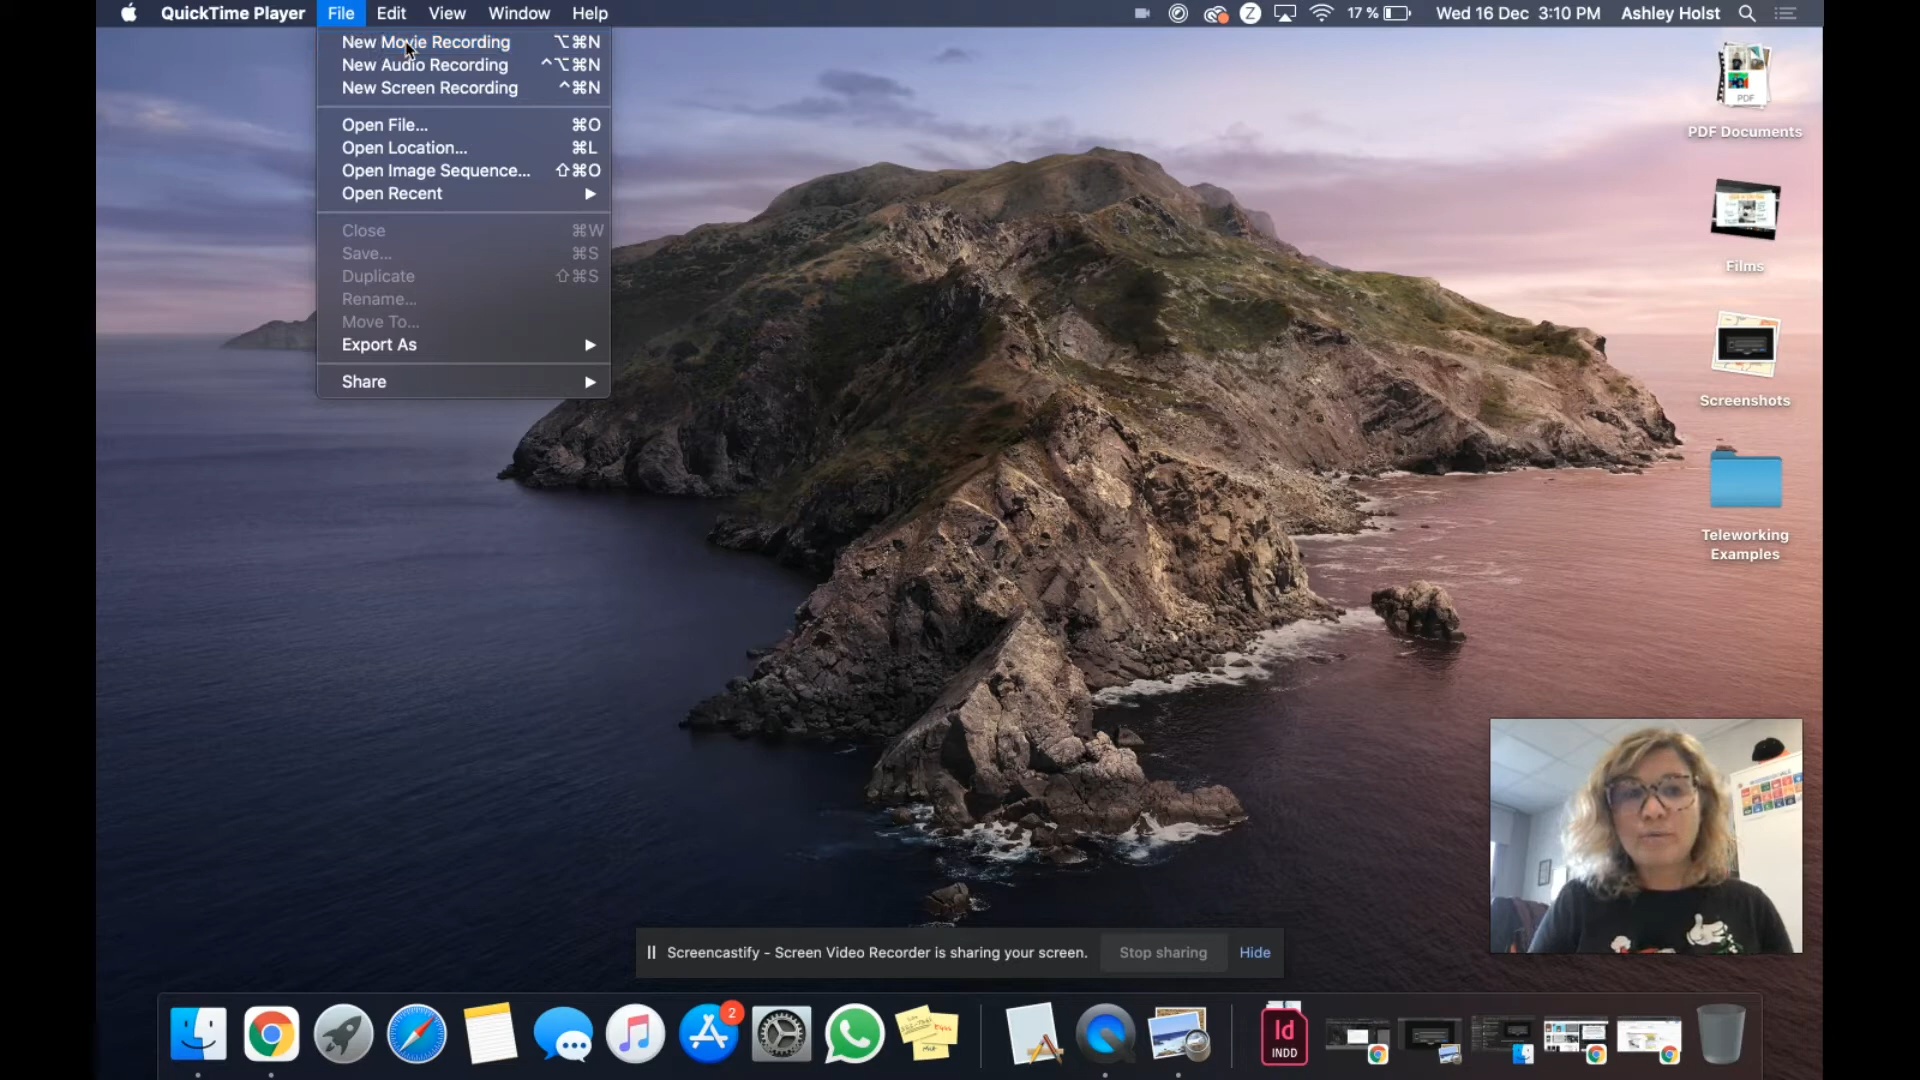 QuickTime Player File Edit View Window Help Z 17 % Wed 16 Dec 3:10 PM Ashley Holst
New Movie Recording ⌥⌘N
New Audio Recording ^⌥⌘N
New Screen Recording ^⌘N
Open File... ⌘O
Open Location... ⌘L
Open Image Sequence... ⇧⌘O
Open Recent
Close ⌘W
Save... ⌘S
Duplicate ⇧⌘S
Rename...
Move To...
Export As
Share
PDF
PDF Documents
Films
Screenshots
Teleworking
Examples
Screencastify - Screen Video Recorder is sharing your screen. Stop sharing Hide
2
Id
INDD